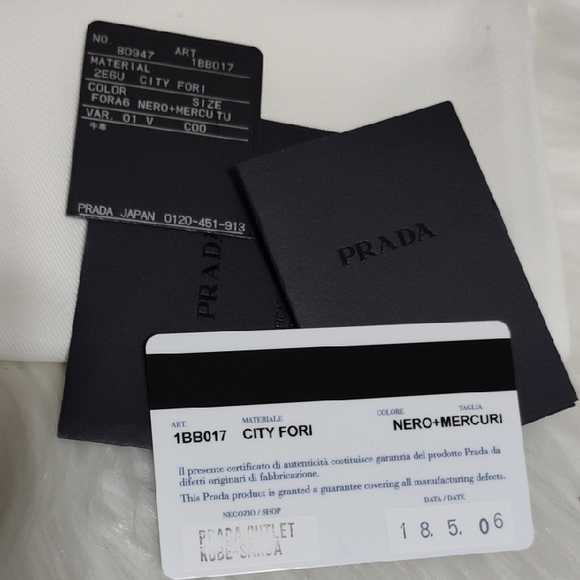 NO. 80947 ART 1BB017
MATERIAL
2E6U CITY FORI
COLOR SIZE
F0RA6 NERO+MERCU TU
VAR. 01 V C00
牛革
PRADA JAPAN 0120-451-913
PRADA
PRADA
ART. MATERIALE COLORE TAGLIA
1BB017 CITY FORI NERO+MERCURI
Il presente certificato di autenticità costituisce garanzia del prodotto Prada da
difetti originari di fabbricazione.
This Prada product is granted a guarantee covering all manufacturing defects.
NEGOZIO / SHOP DATA / DATE
PRADA OUTLET
KOBE-SANDA
18.5.06